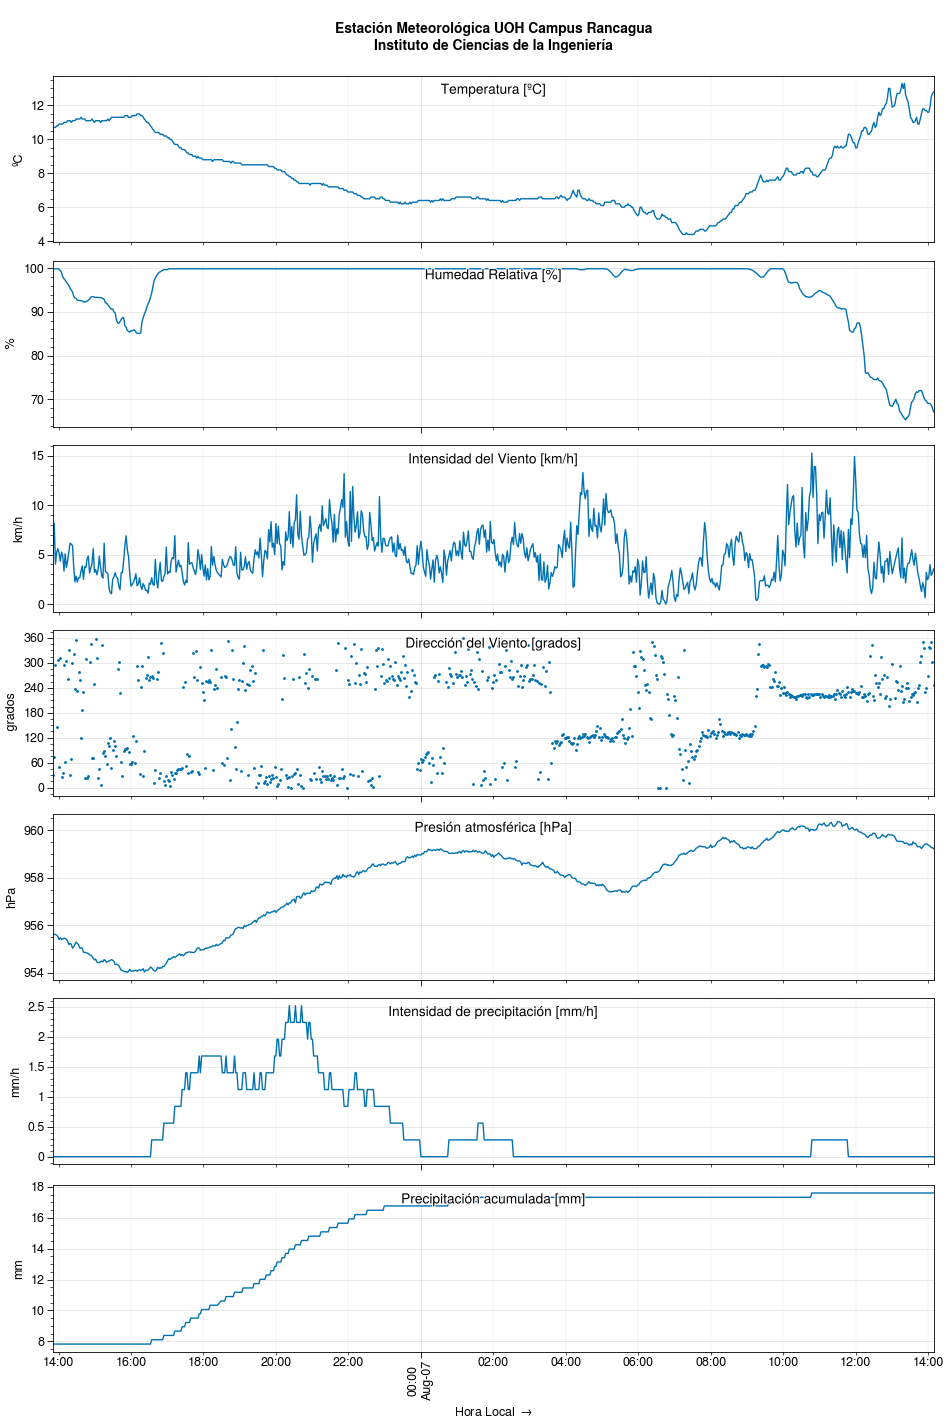 Estación Meteorológica UOH Campus Rancagua
Instituto de Ciencias de la Ingeniería
Temperatura [ºC]
12
10
8
6
4
ºC
Humedad Relativa [%]
100
90
80
70
%
Intensidad del Viento [km/h]
15
10
5
0
km/h
Dirección del Viento [grados]
360
300
240
180
120
60
0
grados
Presión atmosférica [hPa]
960
958
956
954
hPa
Intensidad de precipitación [mm/h]
2.5
2
1.5
1
0.5
0
mm/h
Precipitación acumulada [mm]
18
16
14
12
10
8
mm
14:00 16:00 18:00 20:00 22:00 00:00 02:00 04:00 06:00 08:00 10:00 12:00 14:00
Aug-07
Hora Local →